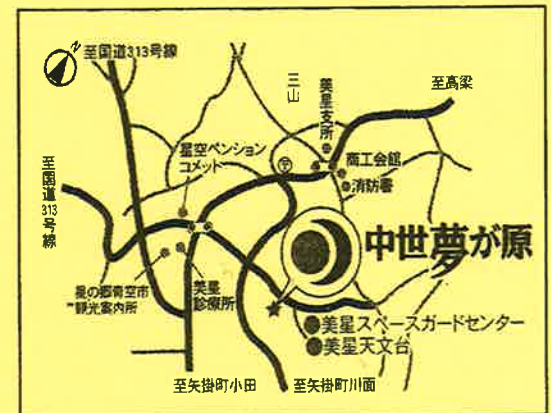 N
至国道313号線
三山
美星支所
至高梁
星空ペンション
コメット
〒
商工会館
消防署
至国道313号線
中世夢が原
星の郷青空市
観光案内所
美星
診療所
美星スペースガードセンター
美星天文台
至矢掛町小田
至矢掛町川面